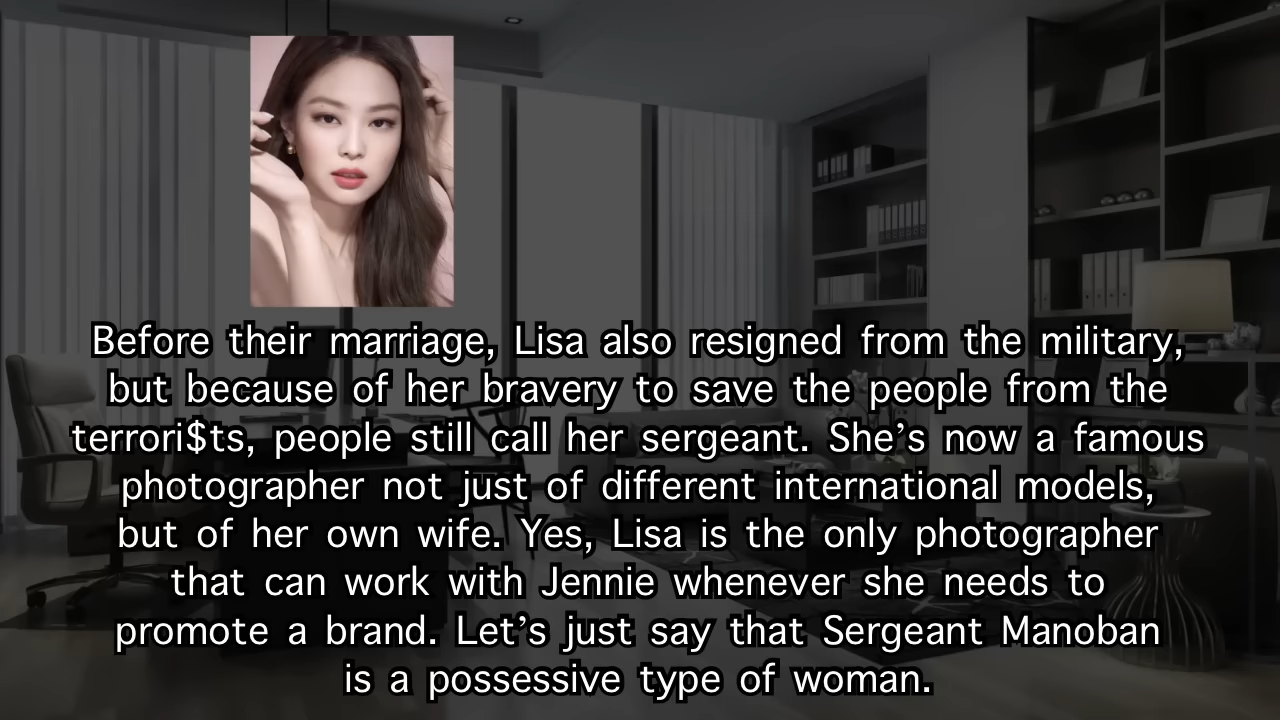 Before their marriage, Lisa also resigned from the military,
but because of her bravery to save the people from the
terrori$ts, people still call her sergeant. She’s now a famous
photographer not just of different international models,
but of her own wife. Yes, Lisa is the only photographer
that can work with Jennie whenever she needs to
promote a brand. Let’s just say that Sergeant Manoban
is a possessive type of woman.